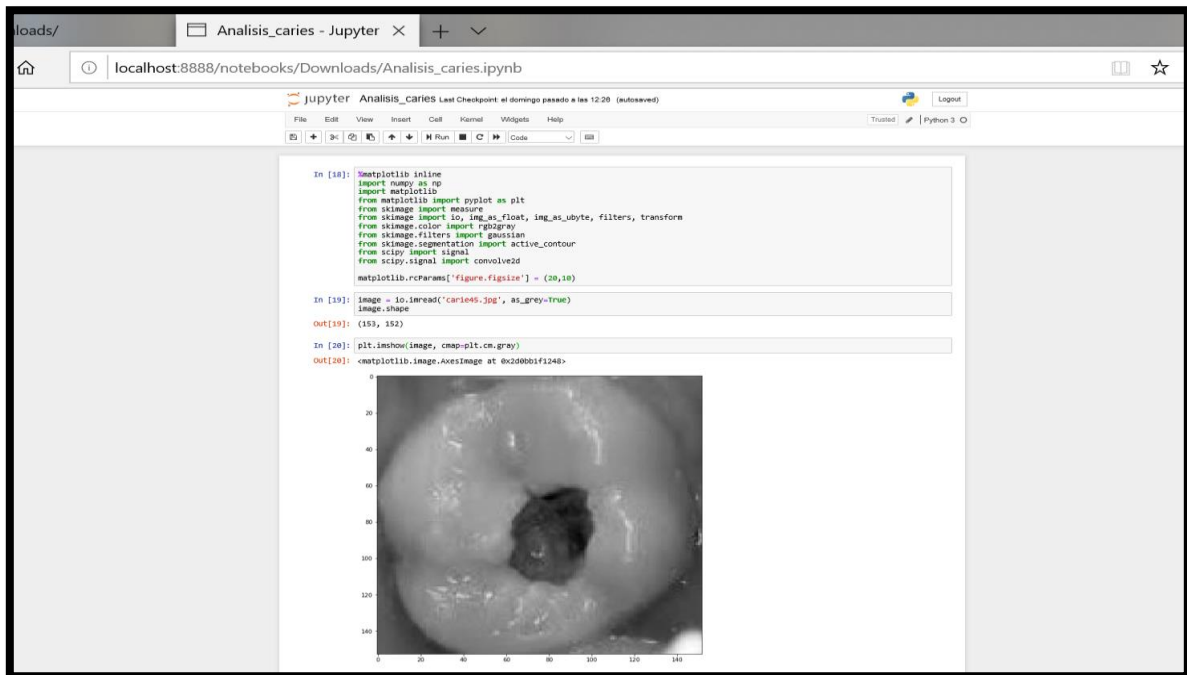 loads/
Analisis_caries - Jupyter
localhost:8888/notebooks/Downloads/Analisis_caries.ipynb
jupyter Analisis_caries Last Checkpoint: el domingo pasado a las 12:26 (autosaved)
Logout
File Edit View Insert Cell Kernel Widgets Help
Trusted Python 3
Run Code
In [18]: %matplotlib inline
import numpy as np
import matplotlib
from matplotlib import pyplot as plt
from skimage import measure
from skimage import io, img_as_float, img_as_ubyte, filters, transform
from skimage.color import rgb2gray
from skimage.filters import gaussian
from skimage.segmentation import active_contour
from scipy import signal
from scipy.signal import convolve2d
matplotlib.rcParams['figure.figsize'] = (20,10)
In [19]: image = io.imread('carie45.jpg', as_grey=True)
image.shape
Out[19]: (153, 152)
In [20]: plt.imshow(image, cmap=plt.cm.gray)
Out[20]: <matplotlib.image.AxesImage at 0x2d0bb1f1248>
0
20
40
60
80
100
120
140
0 20 40 60 80 100 120 140